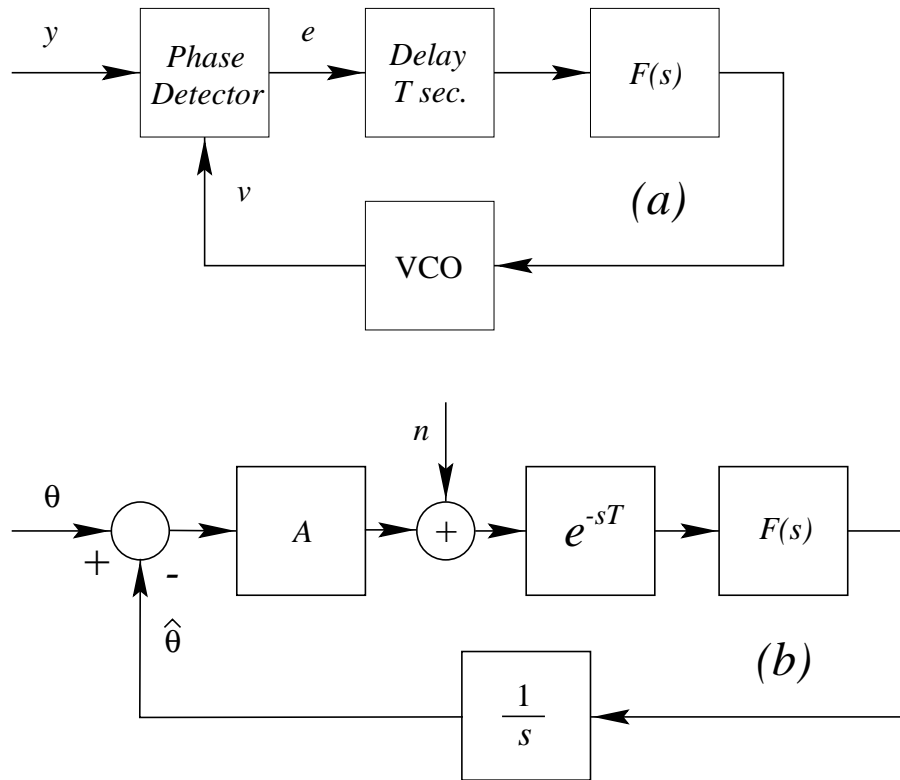 y
Phase
Detector
e
Delay
T sec.
F(s)
v
VCO
(a)
n
θ
+
-
A
+
e^{-sT}
F(s)
θ̂
1
s
(b)